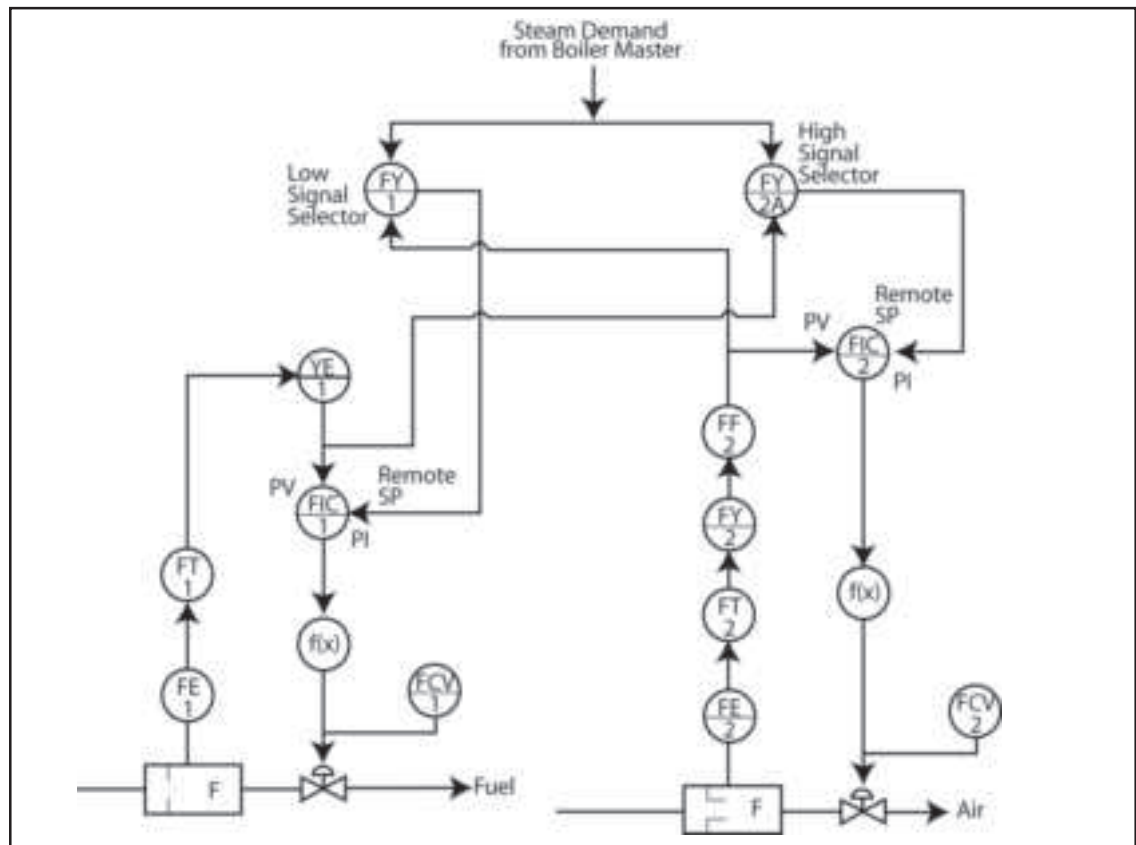 Steam Demand
from Boiler Master
High
Signal
Selector
Low
Signal
Selector
FY
1
FY
2A
Remote
SP
PV
FIC
2
PI
YE
1
FF
2
Remote
SP
PV
FIC
1
PI
FY
2
FT
1
f(x)
FT
2
f(x)
FE
1
FCV
1
FE
2
FCV
2
F
Fuel
F
Air